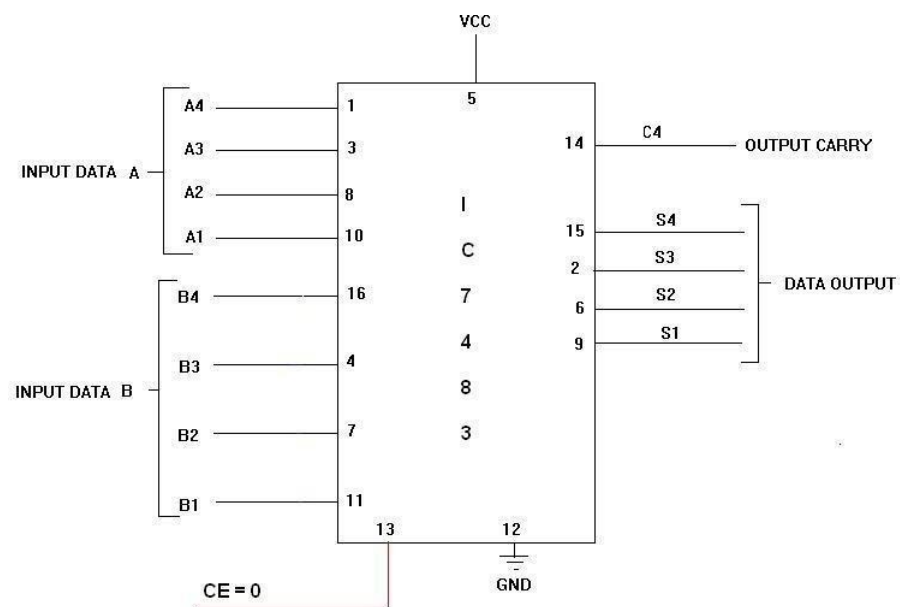 VCC
5
A4 1
A3 3
INPUT DATA A
A2 8
A1 10
B4 16
B3 4
INPUT DATA B
B2 7
B1 11
I
C
7
4
8
3
14 C4 OUTPUT CARRY
15 S4
2 S3
DATA OUTPUT
6 S2
9 S1
13
12
CE = 0
GND